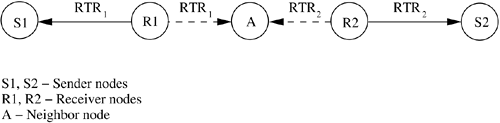 S1 RTR1 R1 RTR1 A RTR2 R2 RTR2 S2
S1, S2 – Sender nodes
R1, R2 – Receiver nodes
A – Neighbor node